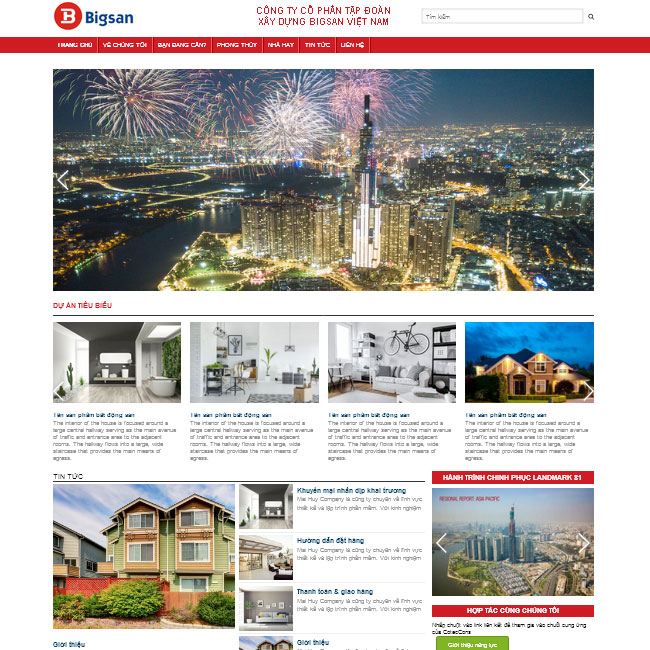 B Bigsan
CÔNG TY CỔ PHẦN TẬP ĐOÀN
XÂY DỰNG BIGSAN VIỆT NAM
Tìm kiếm
TRANG CHỦ
VỀ CHÚNG TÔI
BẠN ĐANG CẦN?
PHONG THỦY
NHÀ HAY
TIN TỨC
LIÊN HỆ
DỰ ÁN TIÊU BIỂU
Tên sản phẩm bất động sản
The interior of the house is focused around a
large central hallway serving as the main avenue
of traffic and entrance area to the adjacent
rooms. The hallway flows into a large, wide
staircase that provides the main means of
egress.
Tên sản phẩm bất động sản
The interior of the house is focused around a
large central hallway serving as the main avenue
of traffic and entrance area to the adjacent
rooms. The hallway flows into a large, wide
staircase that provides the main means of
egress.
Tên sản phẩm bất động sản
The interior of the house is focused around a
large central hallway serving as the main avenue
of traffic and entrance area to the adjacent
rooms. The hallway flows into a large, wide
staircase that provides the main means of
egress.
Tên sản phẩm bất động sản
The interior of the house is focused around a
large central hallway serving as the main avenue
of traffic and entrance area to the adjacent
rooms. The hallway flows into a large, wide
staircase that provides the main means of
egress.
TIN TỨC
Giới thiệu
Khuyến mại nhân dịp khai trương
Mai Huy Company là công ty chuyên về lĩnh vực
thiết kế và lập trình phần mềm. Với kinh nghiệm
Hướng dẫn đặt hàng
Mai Huy Company là công ty chuyên về lĩnh vực
thiết kế và lập trình phần mềm. Với kinh nghiệm
Thanh toán & giao hàng
Mai Huy Company là công ty chuyên về lĩnh vực
thiết kế và lập trình phần mềm. Với kinh nghiệm
Giới thiệu
Mai Huy Company là công ty chuyên về lĩnh vực
HÀNH TRÌNH CHINH PHỤC LANDMARK 81
REGIONAL REPORT: ASIA PACIFIC
HỢP TÁC CÙNG CHÚNG TÔI
Nhấp chuột vào link liên kết để tham gia vào chuỗi cung ứng
của CotecCons
Giới thiệu năng lực